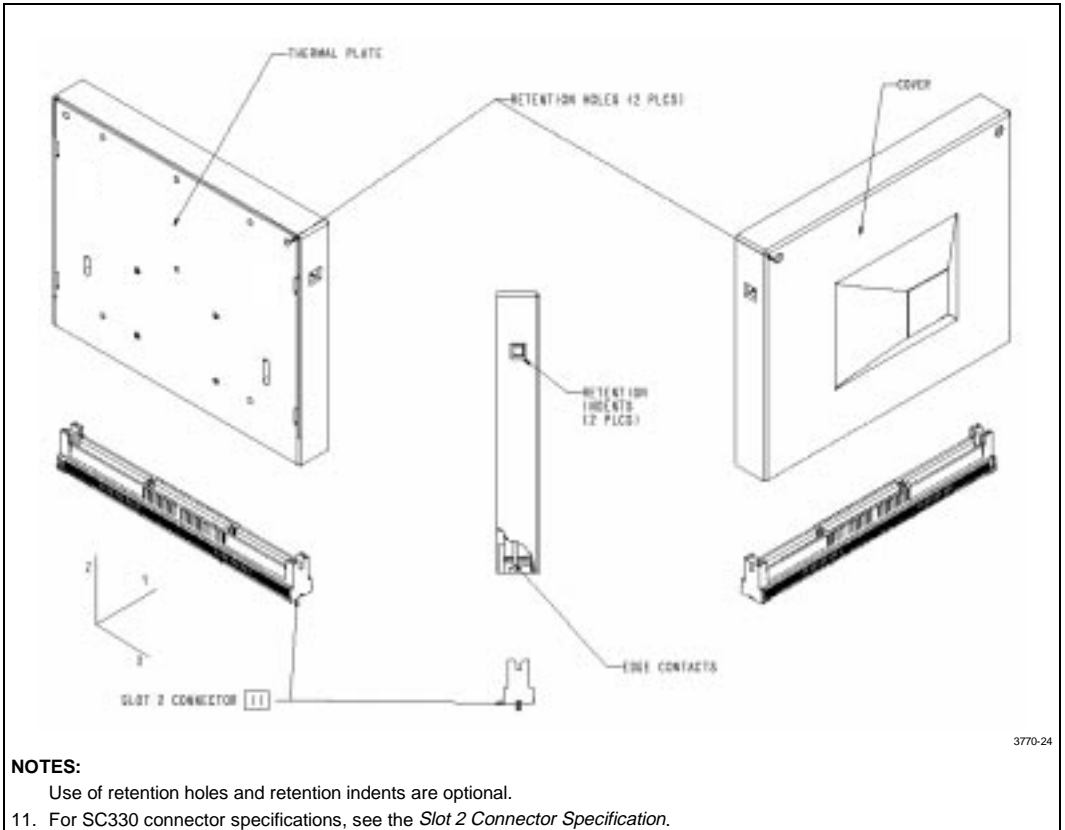 THERMAL PLATE
RETENTION HOLES (2 PLCS)
COVER
RETENTION
INDENTS
(2 PLCS)
Z
Y
EDGE CONTACTS
SLOT 2 CONNECTOR 11
3770-24
NOTES:
Use of retention holes and retention indents are optional.
11. For SC330 connector specifications, see the Slot 2 Connector Specification.